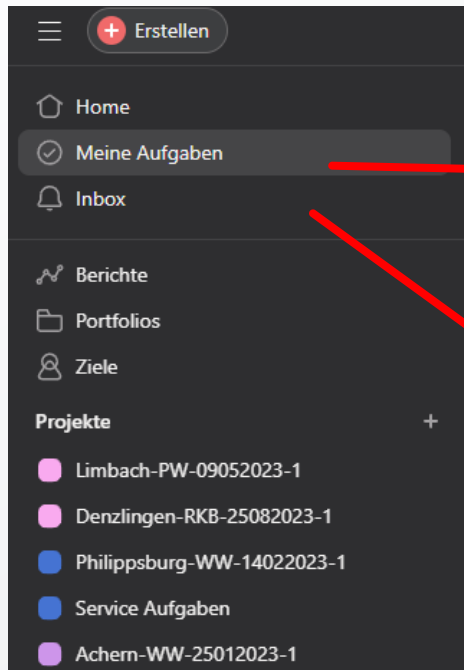 Erstellen
Home
Meine Aufgaben
Inbox
Berichte
Portfolios
Ziele
Projekte
Limbach-PW-09052023-1
Denzlingen-RKB-25082023-1
Philippsburg-WW-14022023-1
Service Aufgaben
Achern-WW-25012023-1